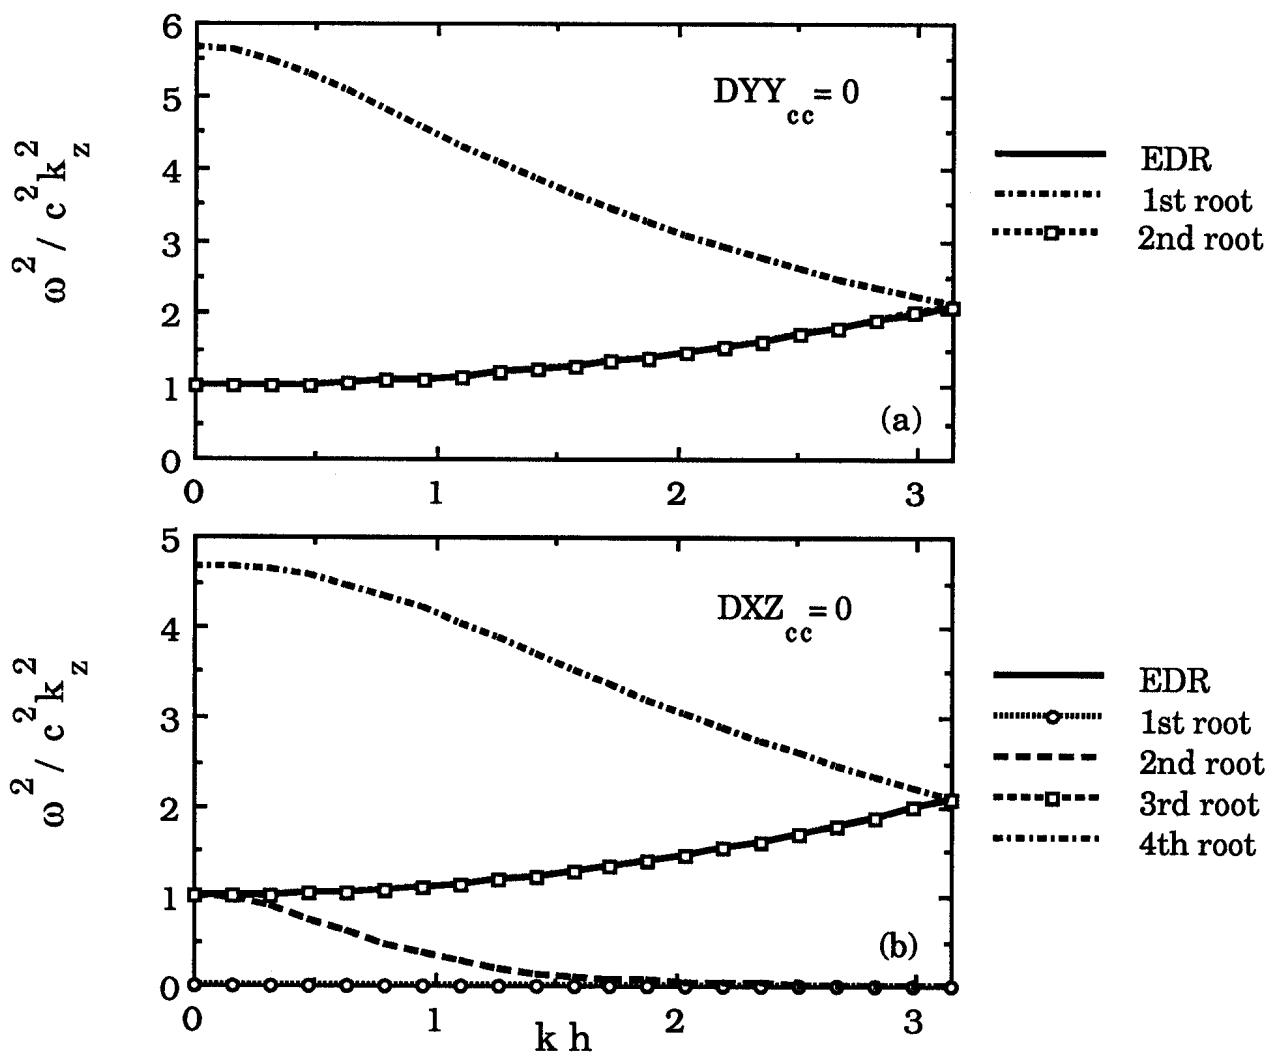 6
5
4
3
2
1
0
ω² / c²k_z²
DYY_cc = 0
(a)
0 1 2 3
EDR
1st root
2nd root
5
4
3
2
1
0
ω² / c²k_z²
DXZ_cc = 0
(b)
0 1 2 3
k h
EDR
1st root
2nd root
3rd root
4th root